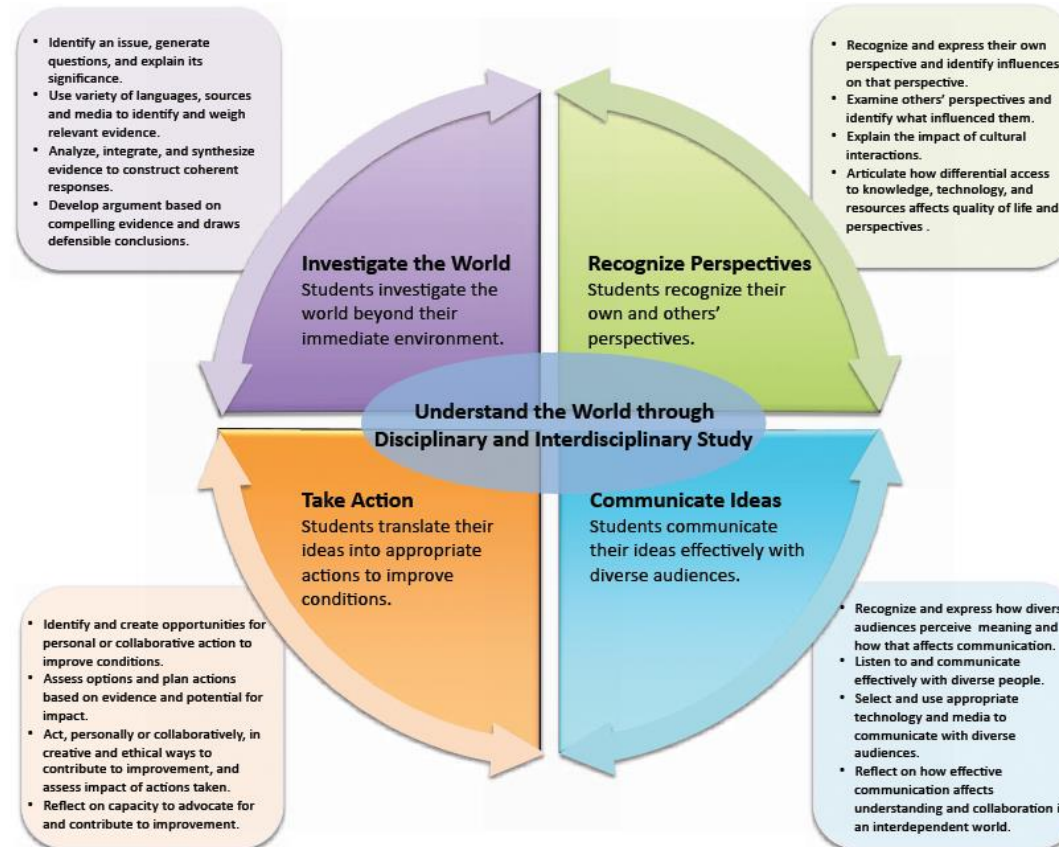 • Identify an issue, generate
questions, and explain its
significance.
• Use variety of languages, sources
and media to identify and weigh
relevant evidence.
• Analyze, integrate, and synthesize
evidence to construct coherent
responses.
• Develop argument based on
compelling evidence and draws
defensible conclusions.
• Recognize and express their own
perspective and identify influences
on that perspective.
• Examine others' perspectives and
identify what influenced them.
• Explain the impact of cultural
interactions.
• Articulate how differential access
to knowledge, technology, and
resources affects quality of life and
perspectives .
Investigate the World
Students investigate the
world beyond their
immediate environment.
Recognize Perspectives
Students recognize their
own and others'
perspectives.
Understand the World through
Disciplinary and Interdisciplinary Study
Take Action
Students translate their
ideas into appropriate
actions to improve
conditions.
Communicate Ideas
Students communicate
their ideas effectively with
diverse audiences.
• Identify and create opportunities for
personal or collaborative action to
improve conditions.
• Assess options and plan actions
based on evidence and potential for
impact.
• Act, personally or collaboratively, in
creative and ethical ways to
contribute to improvement, and
assess impact of actions taken.
• Reflect on capacity to advocate for
and contribute to improvement.
• Recognize and express how divers
audiences perceive meaning and
how that affects communication.
• Listen to and communicate
effectively with diverse people.
• Select and use appropriate
technology and media to
communicate with diverse
audiences.
• Reflect on how effective
communication affects
understanding and collaboration i
an interdependent world.